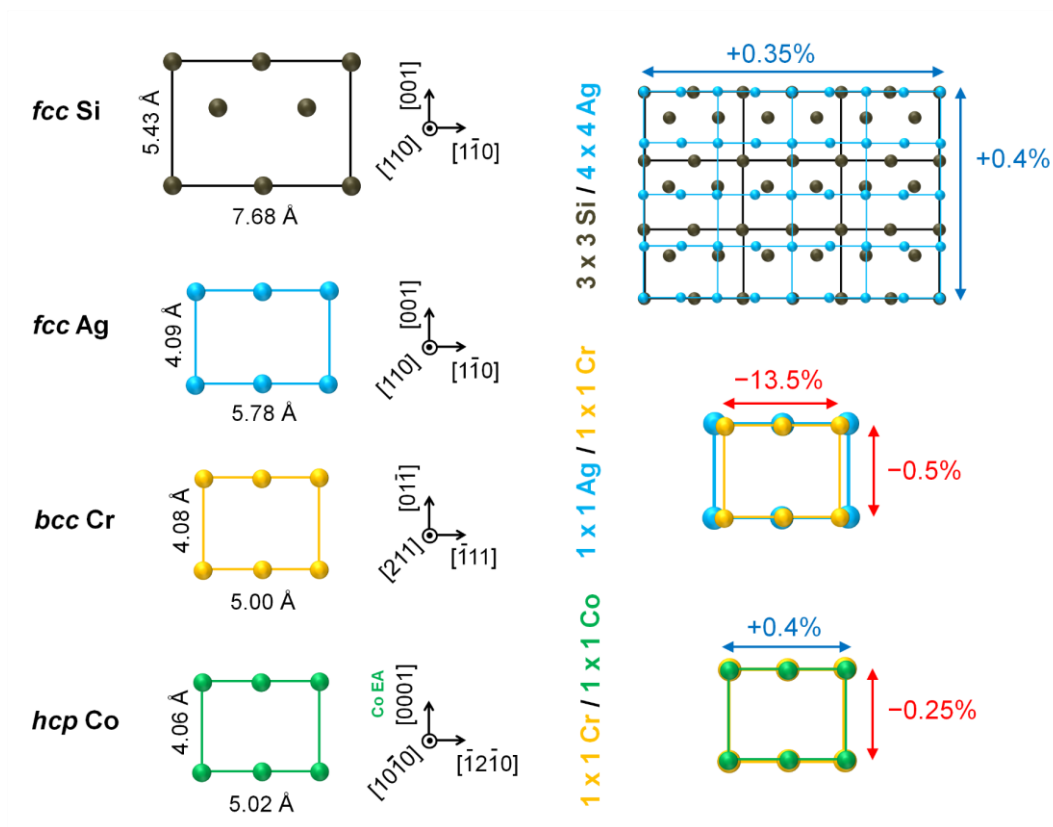 fcc Si
5.43 Å
7.68 Å
[001]
[110]
[11̄0]
fcc Ag
4.09 Å
5.78 Å
[001]
[110]
[11̄0]
bcc Cr
4.08 Å
5.00 Å
[011̄]
[211]
[1̄11]
hcp Co
4.06 Å
5.02 Å
Co EA
[0001]
[101̄0]
[1̄21̄0]
3 x 3 Si / 4 x 4 Ag
+0.35%
+0.4%
1 x 1 Ag / 1 x 1 Cr
−13.5%
−0.5%
1 x 1 Cr / 1 x 1 Co
+0.4%
−0.25%